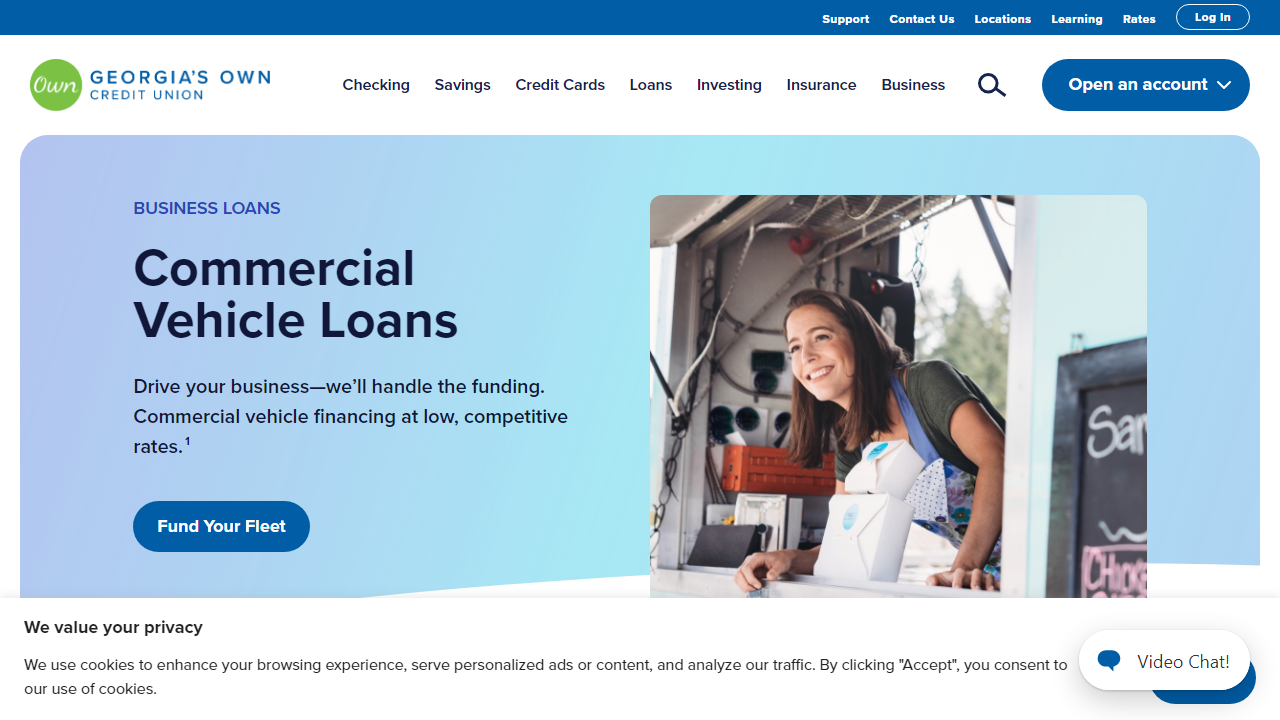 Support Contact Us Locations Learning Rates Log In
Own GEORGIA'S OWN
CREDIT UNION
Checking Savings Credit Cards Loans Investing Insurance Business Open an account
BUSINESS LOANS
Commercial
Vehicle Loans
Drive your business—we’ll handle the funding.
Commercial vehicle financing at low, competitive
rates.¹
Fund Your Fleet
We value your privacy
We use cookies to enhance your browsing experience, serve personalized ads or content, and analyze our traffic. By clicking "Accept", you consent to
our use of cookies.
Video Chat!